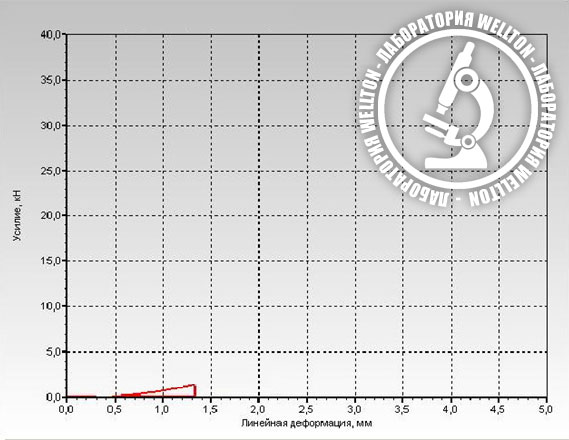 40,кН
35,0
30,0
25,0
20,0
15,0
10,0
5,0
0,0
Усилие, кН
0,0 0,5 1,0 1,5 2,0 2,5 3,0 3,5 4,0 4,5 5,0
Линейная деформация, мм
ЛАБОРАТОРИЯ WELLTON - ЛАБОРАТОРИЯ WELLTON - ЛАБОРАТОРИЯ WELLTON -